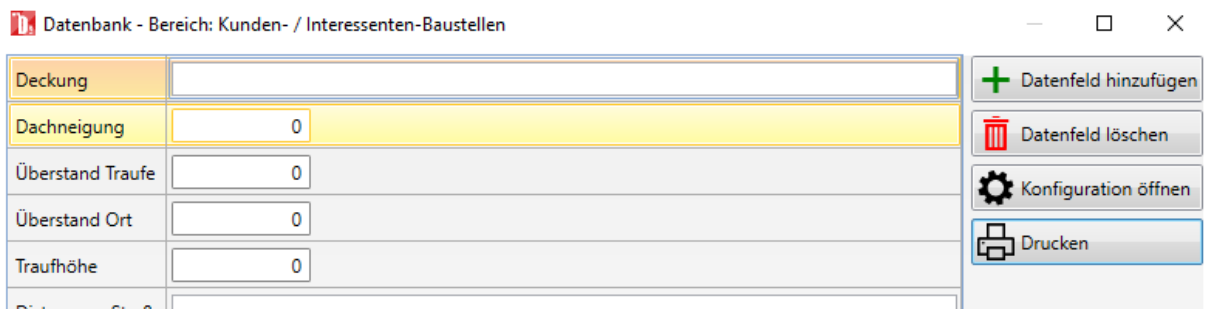 Datenbank - Bereich: Kunden- / Interessenten-Baustellen
Deckung
Dachneigung 0
Überstand Traufe 0
Überstand Ort 0
Traufhöhe 0
Datenfeld hinzufügen
Datenfeld löschen
Konfiguration öffnen
Drucken